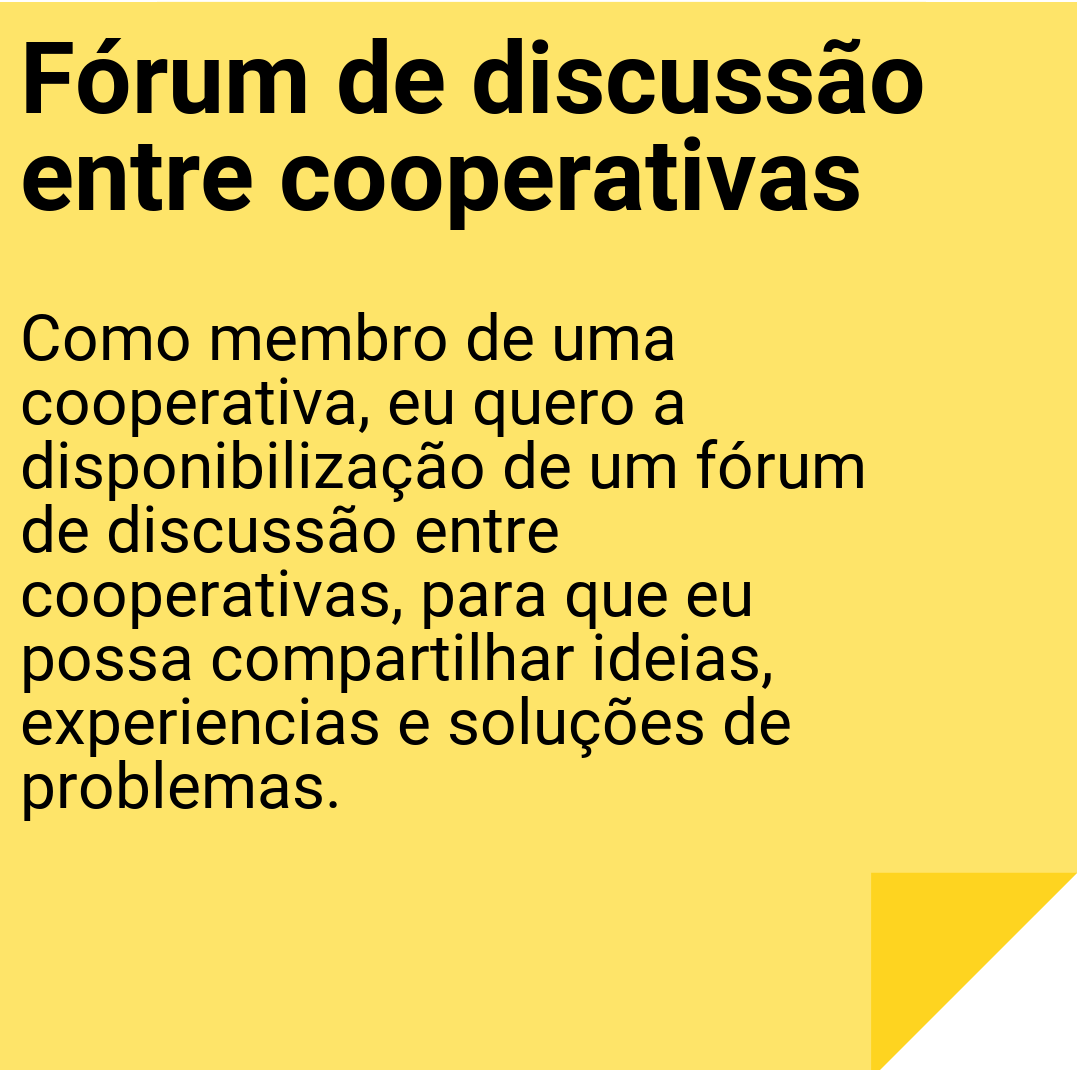 Fórum de discussão
entre cooperativas
Como membro de uma
cooperativa, eu quero a
disponibilização de um fórum
de discussão entre
cooperativas, para que eu
possa compartilhar ideias,
experiencias e soluções de
problemas.